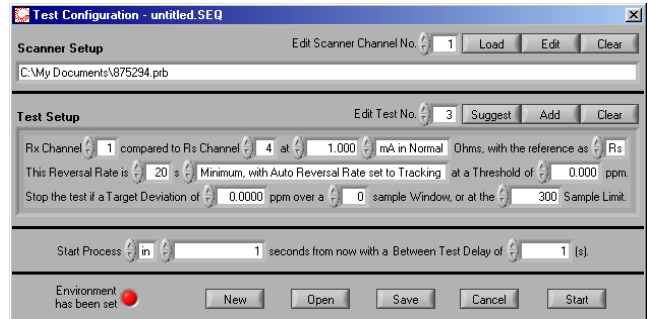 Test Configuration - untitled.SEQ
Scanner Setup Edit Scanner Channel No. 1 Load Edit Clear
C:\My Documents\875294.prb
Test Setup Edit Test No. 3 Suggest Add Clear
Rx Channel 1 compared to Rs Channel 4 at 1.000 mA in Normal Ohms, with the reference as Rs
This Reversal Rate is 20 s Minimum, with Auto Reversal Rate set to Tracking at a Threshold of 0.000 ppm.
Stop the test if a Target Deviation of 0.0000 ppm over a 0 sample Window, or at the 300 Sample Limit.
Start Process in 1 seconds from now with a Between Test Delay of 1 (s).
Environment
has been set New Open Save Cancel Start